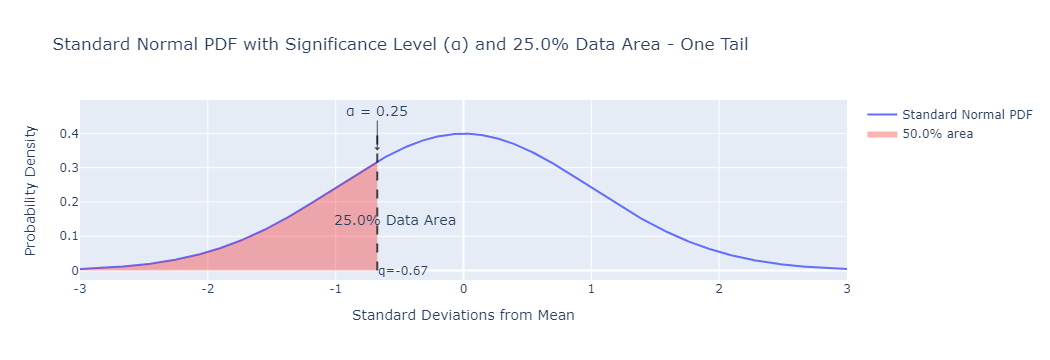 Standard Normal PDF with Significance Level (α) and 25.0% Data Area - One Tail
α = 0.25
Standard Normal PDF
50.0% area
Probability Density
0.4
0.3
0.2
0.1
0
25.0% Data Area
q=-0.67
-3
-2
-1
0
1
2
3
Standard Deviations from Mean